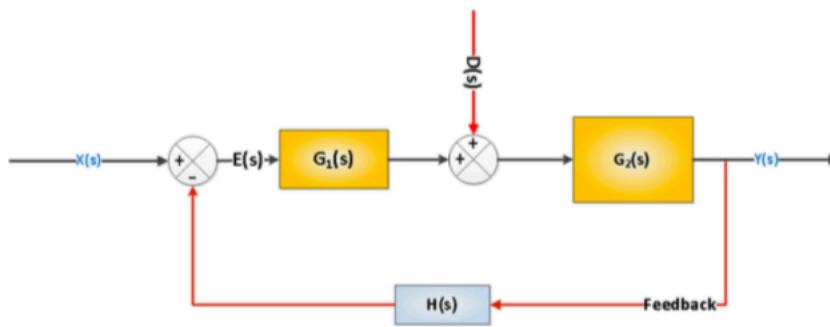 D(s)
+
X(s)
+
E(s)
G₁(s)
+
G₂(s)
Y(s)
−
H(s)
Feedback